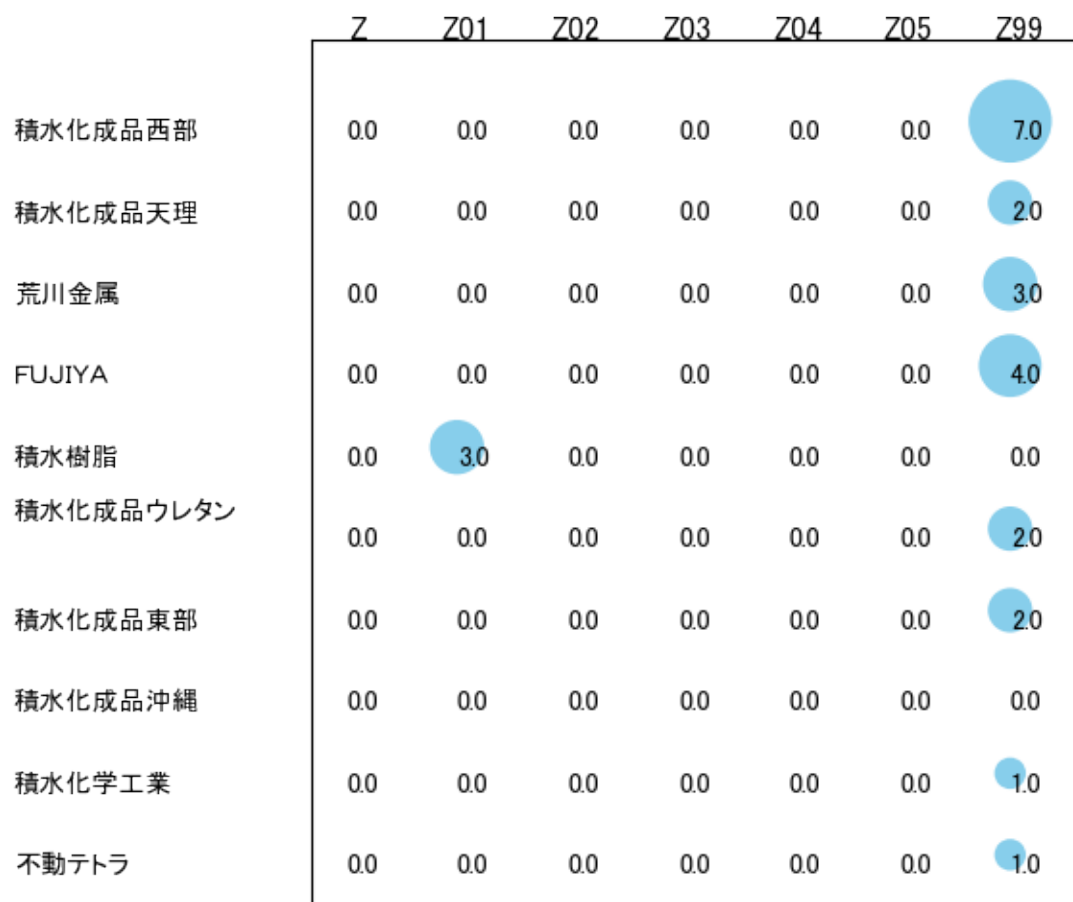 Z Z01 Z02 Z03 Z04 Z05 Z99
積水化成品西部 0.0 0.0 0.0 0.0 0.0 0.0 7.0
積水化成品天理 0.0 0.0 0.0 0.0 0.0 0.0 2.0
荒川金属 0.0 0.0 0.0 0.0 0.0 0.0 3.0
FUJIYA 0.0 0.0 0.0 0.0 0.0 0.0 4.0
積水樹脂 0.0 3.0 0.0 0.0 0.0 0.0 0.0
積水化成品ウレタン 0.0 0.0 0.0 0.0 0.0 0.0 2.0
積水化成品東部 0.0 0.0 0.0 0.0 0.0 0.0 2.0
積水化成品沖縄 0.0 0.0 0.0 0.0 0.0 0.0 0.0
積水化学工業 0.0 0.0 0.0 0.0 0.0 0.0 1.0
不動テトラ 0.0 0.0 0.0 0.0 0.0 0.0 1.0